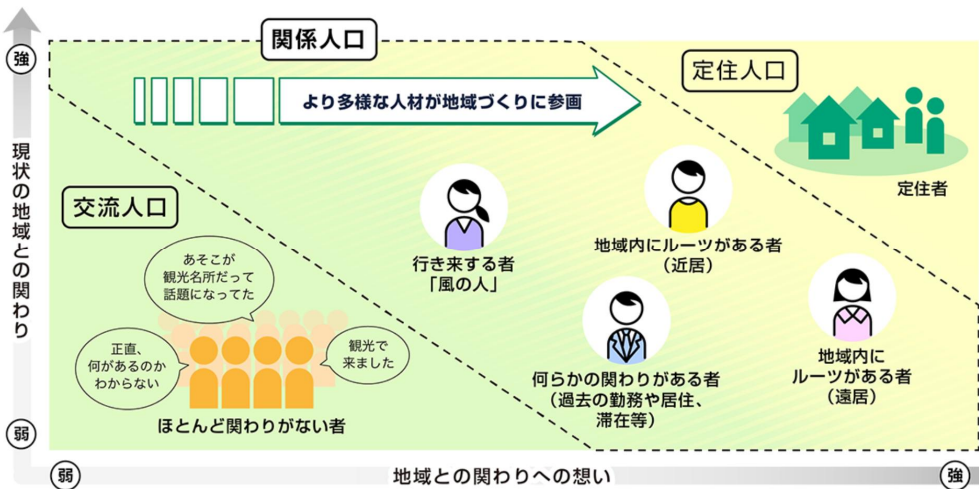 関係人口
強
定住人口
より多様な人材が地域づくりに参画
定住者
現状の地域との関わり
交流人口
あそこが
観光名所だって
話題になってた
行き来する者
「風の人」
地域内にルーツがある者
（近居）
正直、
何があるのか
わからない
観光で
来ました
何らかの関わりがある者
（過去の勤務や居住、
滞在等）
地域内に
ルーツがある者
（遠居）
ほとんど関わりがない者
弱
弱
地域との関わりへの想い
強